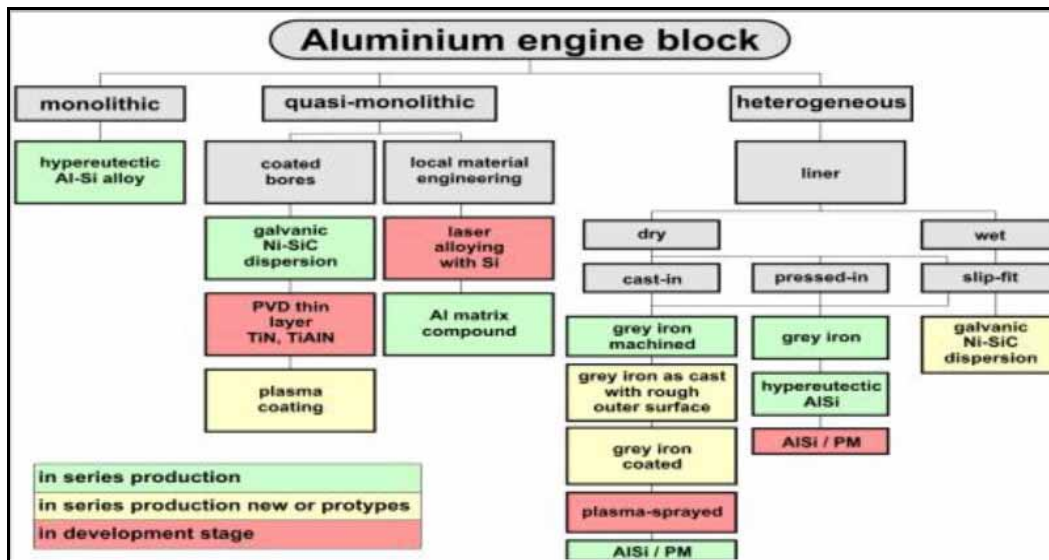 Aluminium engine block
monolithic
quasi-monolithic
heterogeneous
hypereutectic
Al-Si alloy
coated
bores
local material
engineering
liner
galvanic
Ni-SiC
dispersion
laser
alloying
with Si
dry
wet
cast-in
pressed-in
slip-fit
PVD thin
layer
TiN, TiAlN
Al matrix
compound
grey iron
machined
grey iron
galvanic
Ni-SiC
dispersion
plasma
coating
grey iron as cast
with rough
outer surface
hypereutectic
AlSi
grey iron
coated
AlSi / PM
plasma-sprayed
AlSi / PM
in series production
in series production new or protypes
in development stage